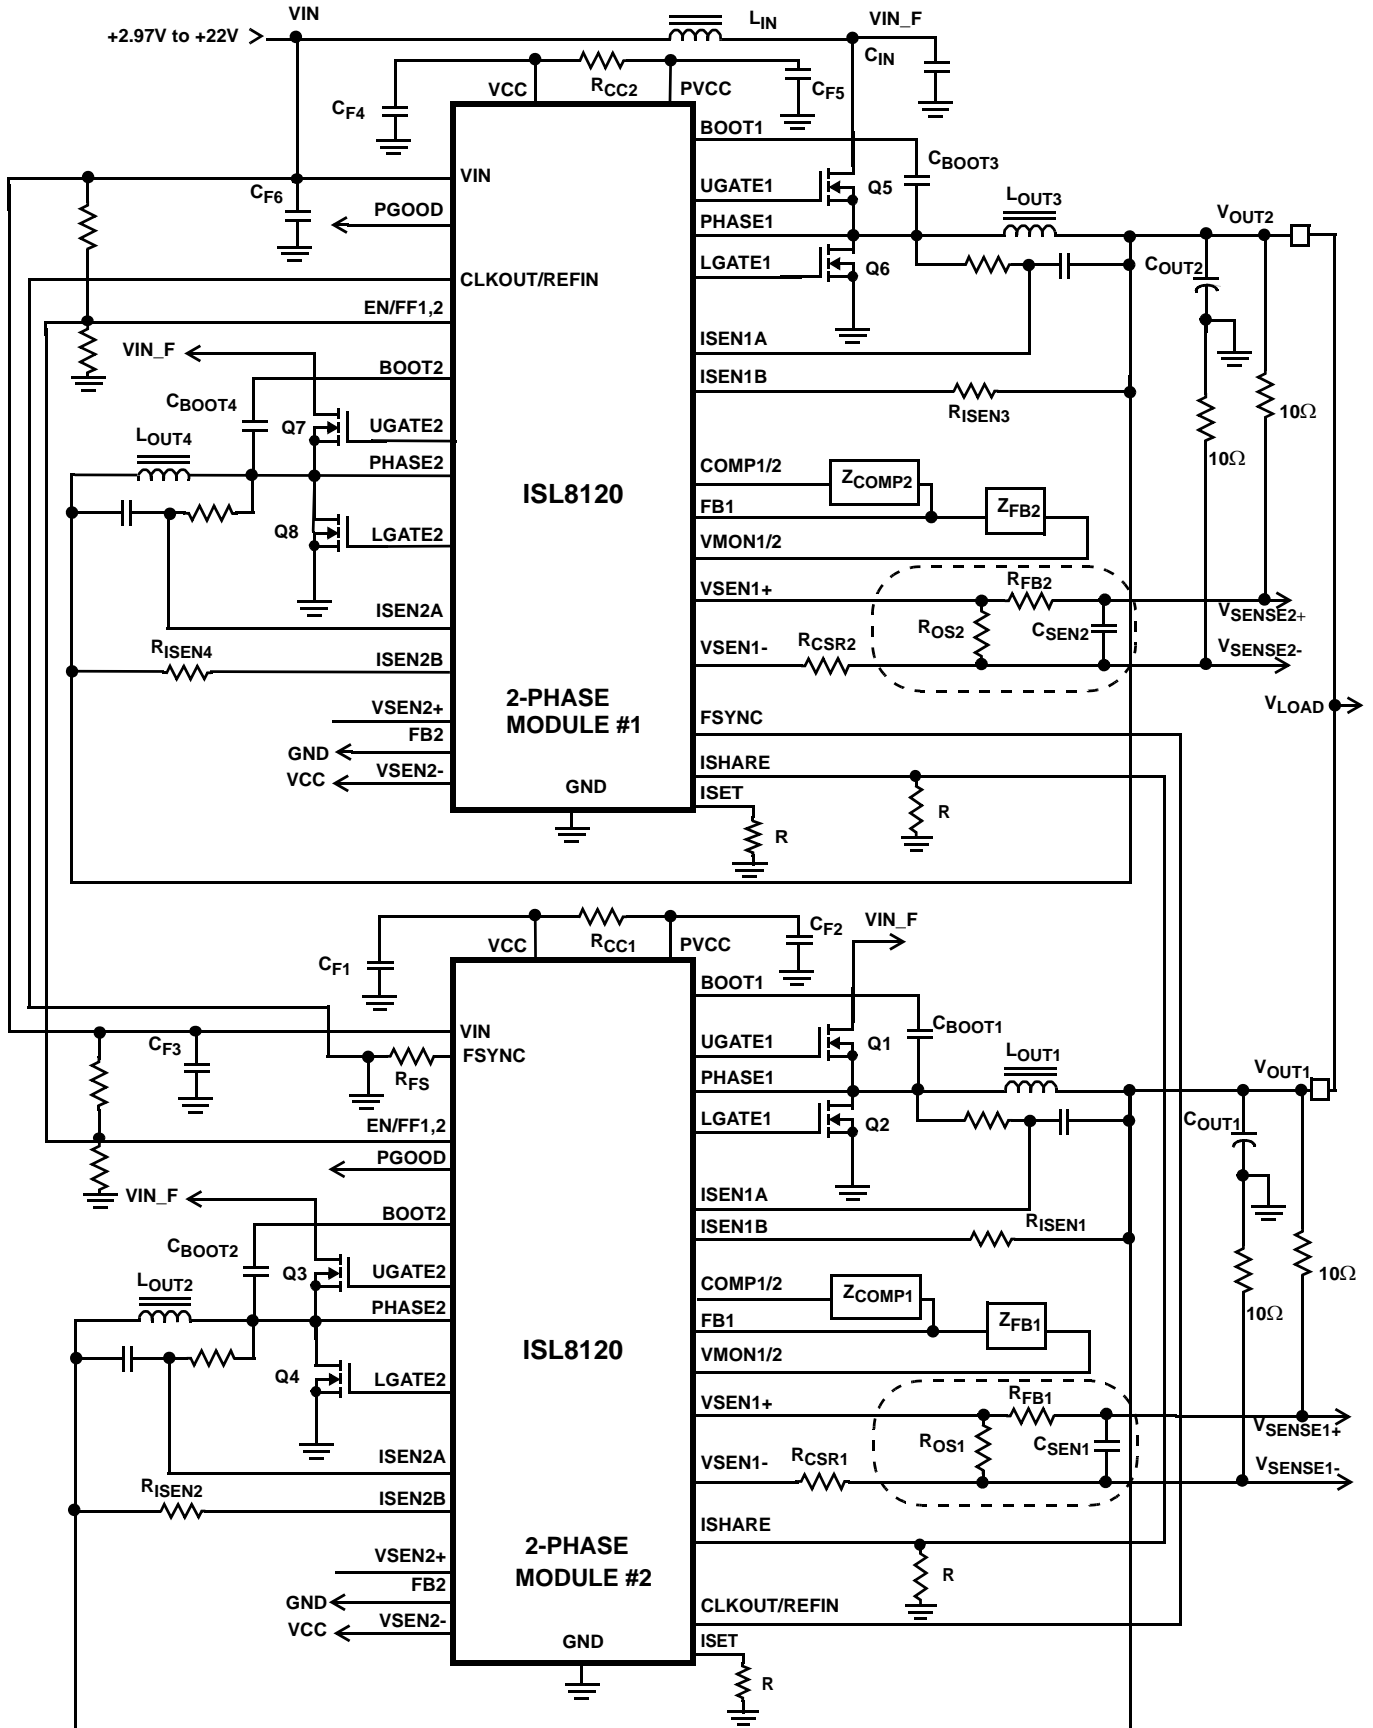 VIN
LIN
VIN_F
+2.97V to +22V
CIN
VCC
RCC2
PVCC
CF5
CF4
BOOT1
CBOOT3
VIN
CF6
UGATE1
Q5
LOUT3
PGOOD
PHASE1
VOUT2
LGATE1
Q6
COUT2
CLKOUT/REFIN
EN/FF1,2
VIN_F
ISEN1A
BOOT2
ISEN1B
CBOOT4
RISEN3
10Ω
Q7
UGATE2
LOUT4
PHASE2
COMP1/2
ZCOMP2
10Ω
ISL8120
FB1
ZFB2
Q8
LGATE2
VMON1/2
RFB2
VSEN1+
ISEN2A
ROS2
CSEN2
VSENSE2+
RISEN4
ISEN2B
VSEN1-
RCSR2
VSENSE2-
2-PHASE
MODULE #1
VSEN2+
FSYNC
VLOAD
FB2
GND
ISHARE
VCC
VSEN2-
GND
ISET
R
R
VCC
RCC1
PVCC
CF2
VIN_F
CF1
BOOT1
CBOOT1
VIN
CF3
FSYNC
UGATE1
Q1
LOUT1
RFS
PHASE1
VOUT1
LGATE1
Q2
COUT1
EN/FF1,2
PGOOD
VIN_F
ISEN1A
BOOT2
ISEN1B
RISEN1
CBOOT2
Q3
UGATE2
LOUT2
COMP1/2
ZCOMP1
10Ω
PHASE2
FB1
ZFB1
10Ω
ISL8120
VMON1/2
Q4
LGATE2
RFB1
VSEN1+
VSENSE1+
ROS1
CSEN1
ISEN2A
VSEN1-
RCSR1
VSENSE1-
RISEN2
ISEN2B
ISHARE
2-PHASE
MODULE #2
VSEN2+
R
FB2
GND
CLKOUT/REFIN
VCC
VSEN2-
GND
ISET
R